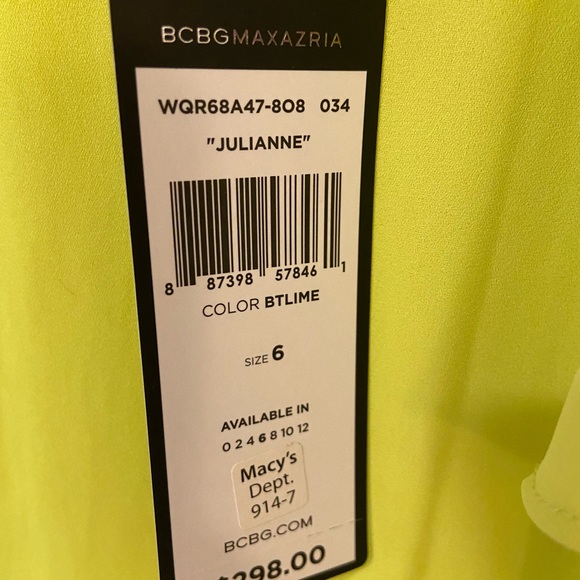 BCBGMAXAZRIA
WQR68A47-8O8 034
"JULIANNE"
8 87398 57846 1
COLOR BTLIME
SIZE 6
AVAILABLE IN
0 2 4 6 8 10 12
Macy's
Dept.
914-7
BCBG.COM
$298.00